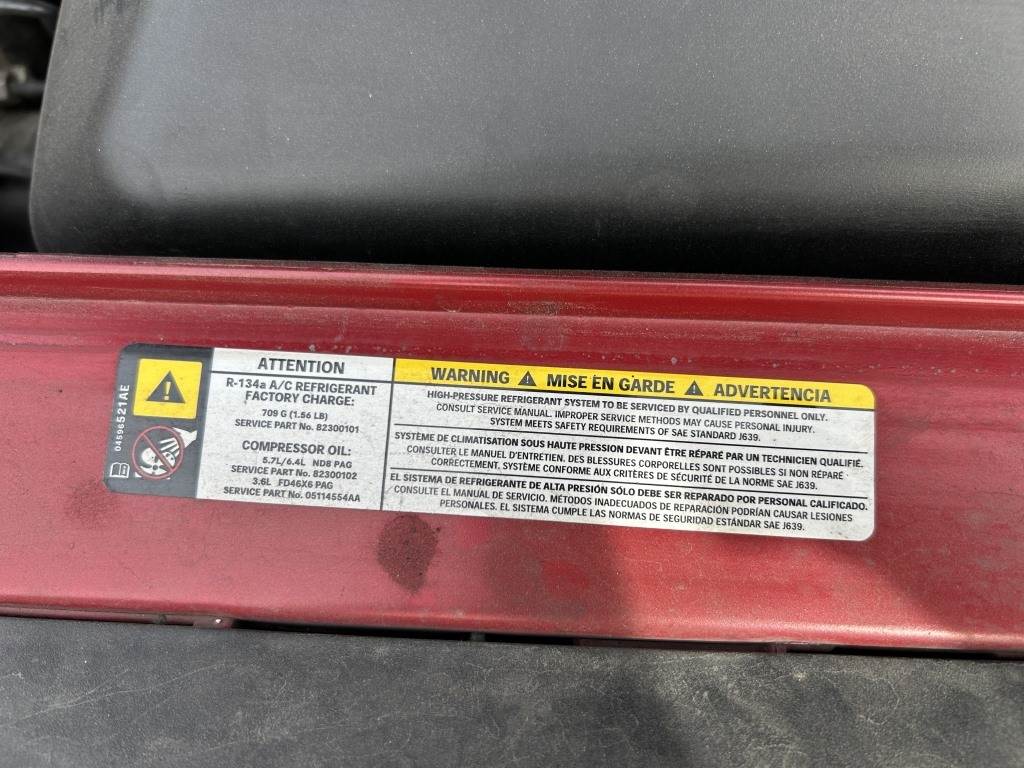 04596521AE
ATTENTION
R-134a A/C REFRIGERANT
FACTORY CHARGE:
709 G (1.56 LB)
SERVICE PART No. 82300101
COMPRESSOR OIL:
5.7L/6.4L ND8 PAG
SERVICE PART No. 82300102
3.6L FD46X6 PAG
SERVICE PART No. 05114554AA
WARNING ⚠ MISE EN GARDE ⚠ ADVERTENCIA
HIGH-PRESSURE REFRIGERANT SYSTEM TO BE SERVICED BY QUALIFIED PERSONNEL ONLY.
CONSULT SERVICE MANUAL. IMPROPER SERVICE METHODS MAY CAUSE PERSONAL INJURY.
SYSTEM MEETS SAFETY REQUIREMENTS OF SAE STANDARD J639.
SYSTÈME DE CLIMATISATION SOUS HAUTE PRESSION DEVANT ÊTRE RÉPARÉ PAR UN TECHNICIEN QUALIFIÉ.
CONSULTER LE MANUEL D'ENTRETIEN. DES BLESSURES CORPORELLES SONT POSSIBLES SI NON RÉPARÉ
CORRECTEMENT. SYSTÈME CONFORME AUX CRITÈRES DE SÉCURITÉ DE LA NORME SAE J639.
EL SISTEMA DE REFRIGERANTE DE ALTA PRESIÓN SÓLO DEBE SER REPARADO POR PERSONAL CALIFICADO.
CONSULTE EL MANUAL DE SERVICIO. MÉTODOS INADECUADOS DE REPARACIÓN PODRÍAN CAUSAR LESIONES
PERSONALES. EL SISTEMA CUMPLE LAS NORMAS DE SEGURIDAD ESTÁNDAR SAE J639.